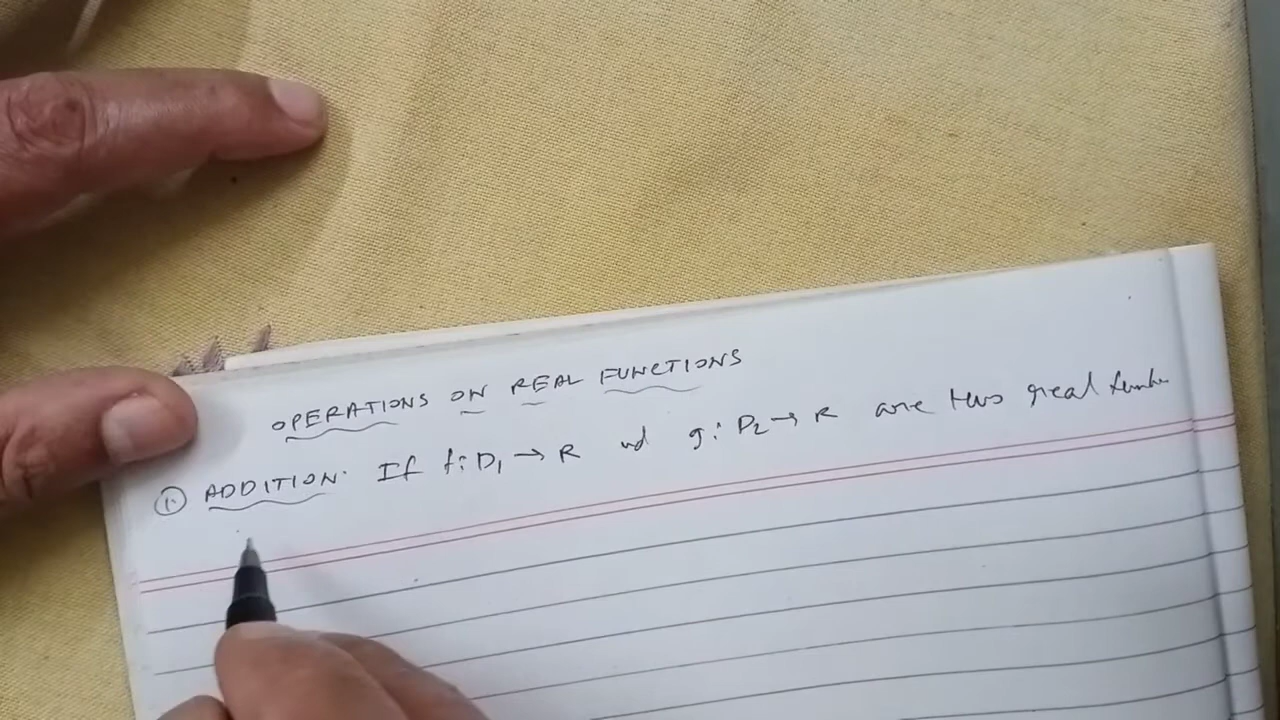 OPERATIONS ON REAL FUNCTIONS
① ADDITION. If f: D₁ → R and g: D₂ → R are two real